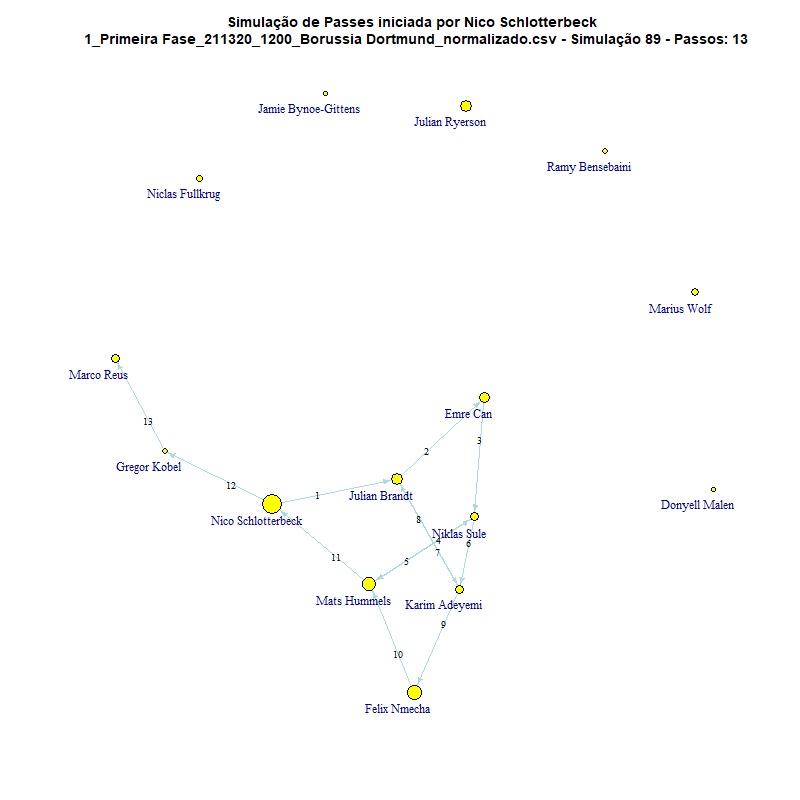 Simulação de Passes iniciada por Nico Schlotterbeck
1_Primeira Fase_211320_1200_Borussia Dortmund_normalizado.csv - Simulação 89 - Passos: 13
Jamie Bynoe-Gittens
Julian Ryerson
Ramy Bensebaini
Niclas Fullkrug
Marius Wolf
Marco Reus
Emre Can
13
3
2
Gregor Kobel
12
1
Julian Brandt
Donyell Malen
Nico Schlotterbeck
8
Niklas Sule
4
6
7
11
5
Mats Hummels
Karim Adeyemi
9
10
Felix Nmecha